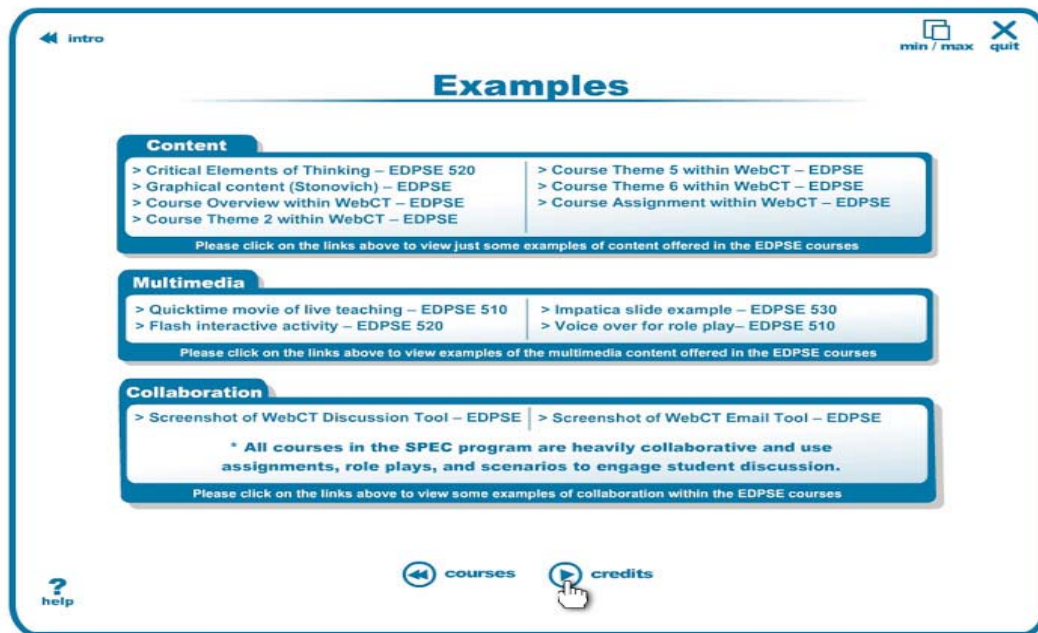 intro
min / max
quit
Examples
Content
> Critical Elements of Thinking – EDPSE 520
> Graphical content (Stonovich) – EDPSE
> Course Overview within WebCT – EDPSE
> Course Theme 2 within WebCT – EDPSE
> Course Theme 5 within WebCT – EDPSE
> Course Theme 6 within WebCT – EDPSE
> Course Assignment within WebCT – EDPSE
Please click on the links above to view just some examples of content offered in the EDPSE courses
Multimedia
> Quicktime movie of live teaching – EDPSE 510
> Flash interactive activity – EDPSE 520
> Impatica slide example – EDPSE 530
> Voice over for role play– EDPSE 510
Please click on the links above to view examples of the multimedia content offered in the EDPSE courses
Collaboration
> Screenshot of WebCT Discussion Tool – EDPSE
> Screenshot of WebCT Email Tool – EDPSE
* All courses in the SPEC program are heavily collaborative and use
assignments, role plays, and scenarios to engage student discussion.
Please click on the links above to view some examples of collaboration within the EDPSE courses
courses
credits
?
help